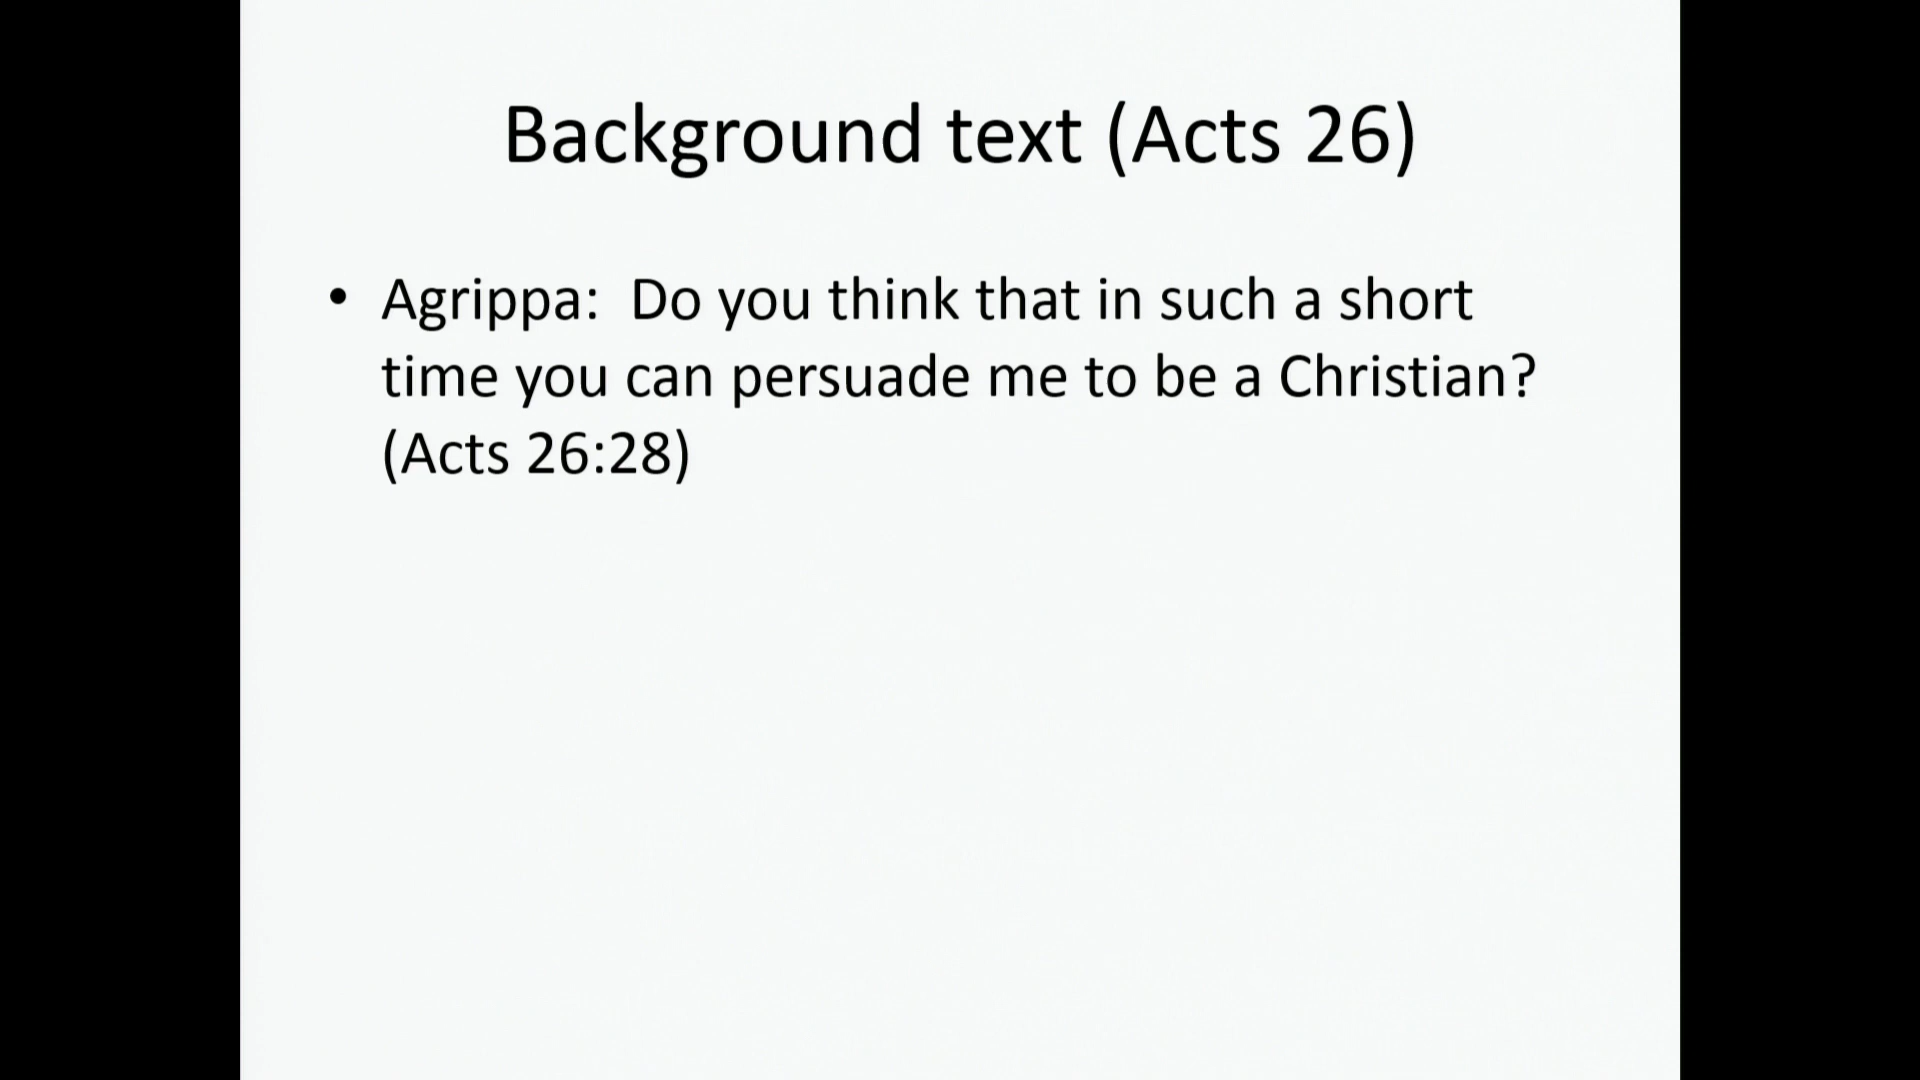 Background text (Acts 26)
• Agrippa:  Do you think that in such a short
time you can persuade me to be a Christian?
(Acts 26:28)